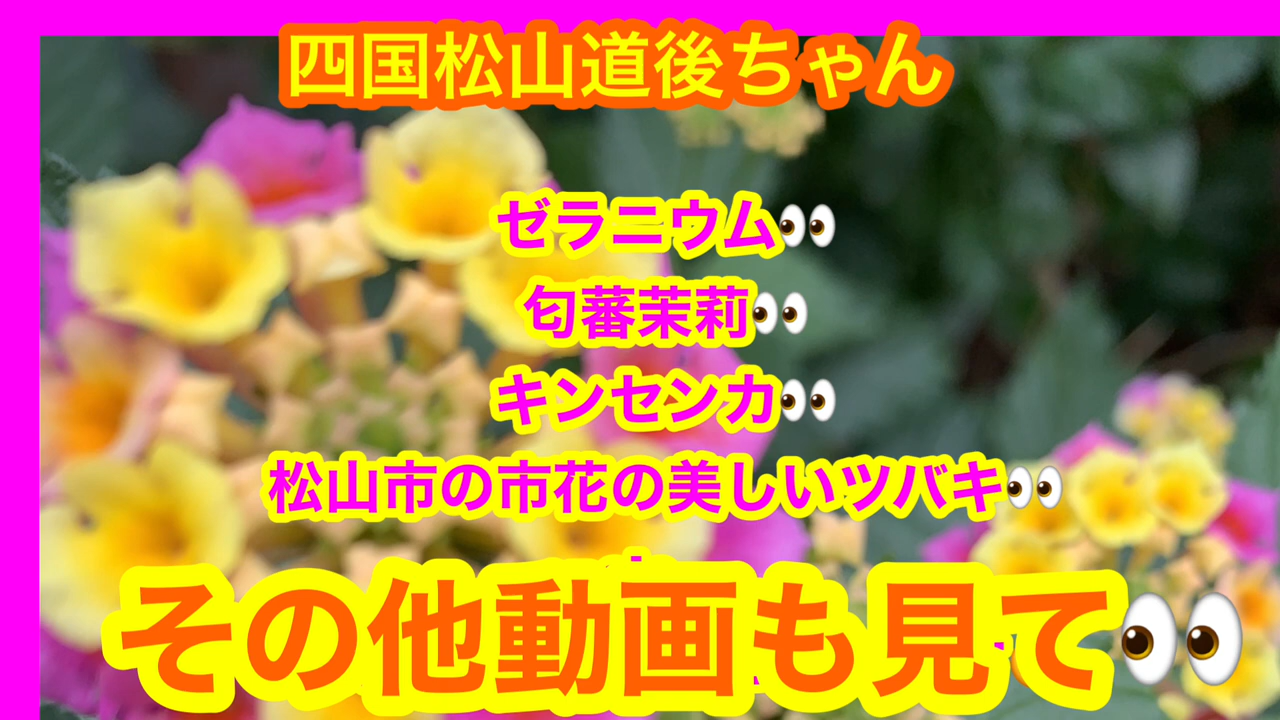 四国松山道後ちゃん
ゼラニウム👀
匂蕃茉莉👀
キンセンカ👀
松山市の市花の美しいツバキ👀
その他動画も見て👀